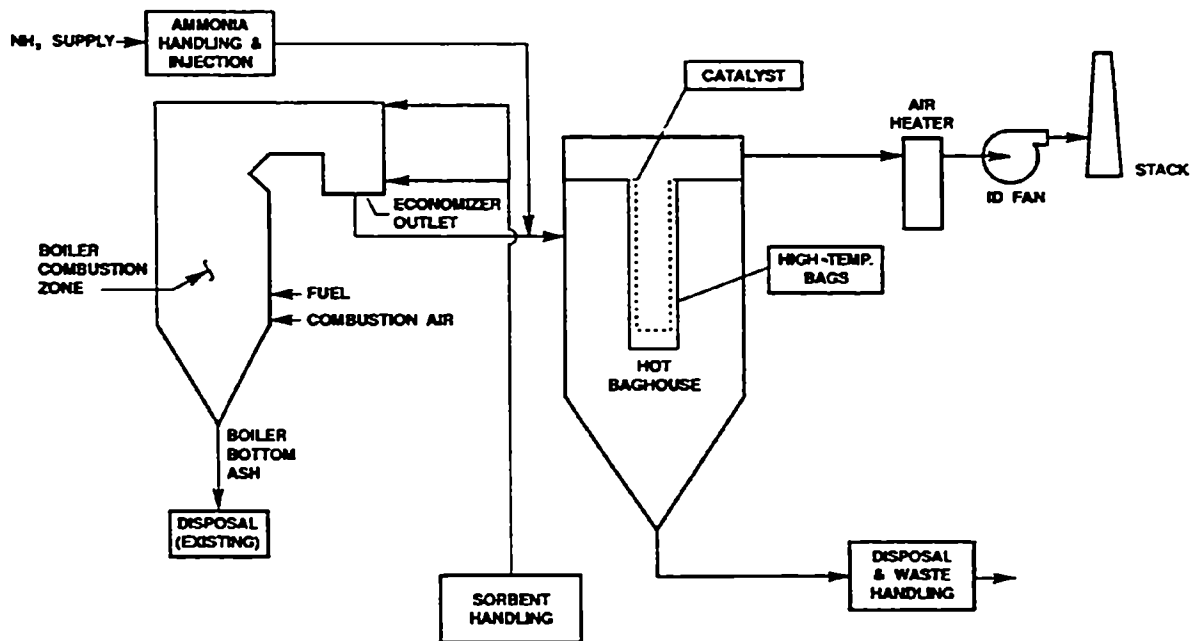 NH₃ SUPPLY
AMMONIA
HANDLING &
INJECTION
CATALYST
AIR
HEATER
STACK
ID FAN
ECONOMIZER
OUTLET
BOILER
COMBUSTION
ZONE
HIGH-TEMP.
BAGS
FUEL
COMBUSTION AIR
HOT
BAGHOUSE
BOILER
BOTTOM
ASH
DISPOSAL
(EXISTING)
SORBENT
HANDLING
DISPOSAL
& WASTE
HANDLING